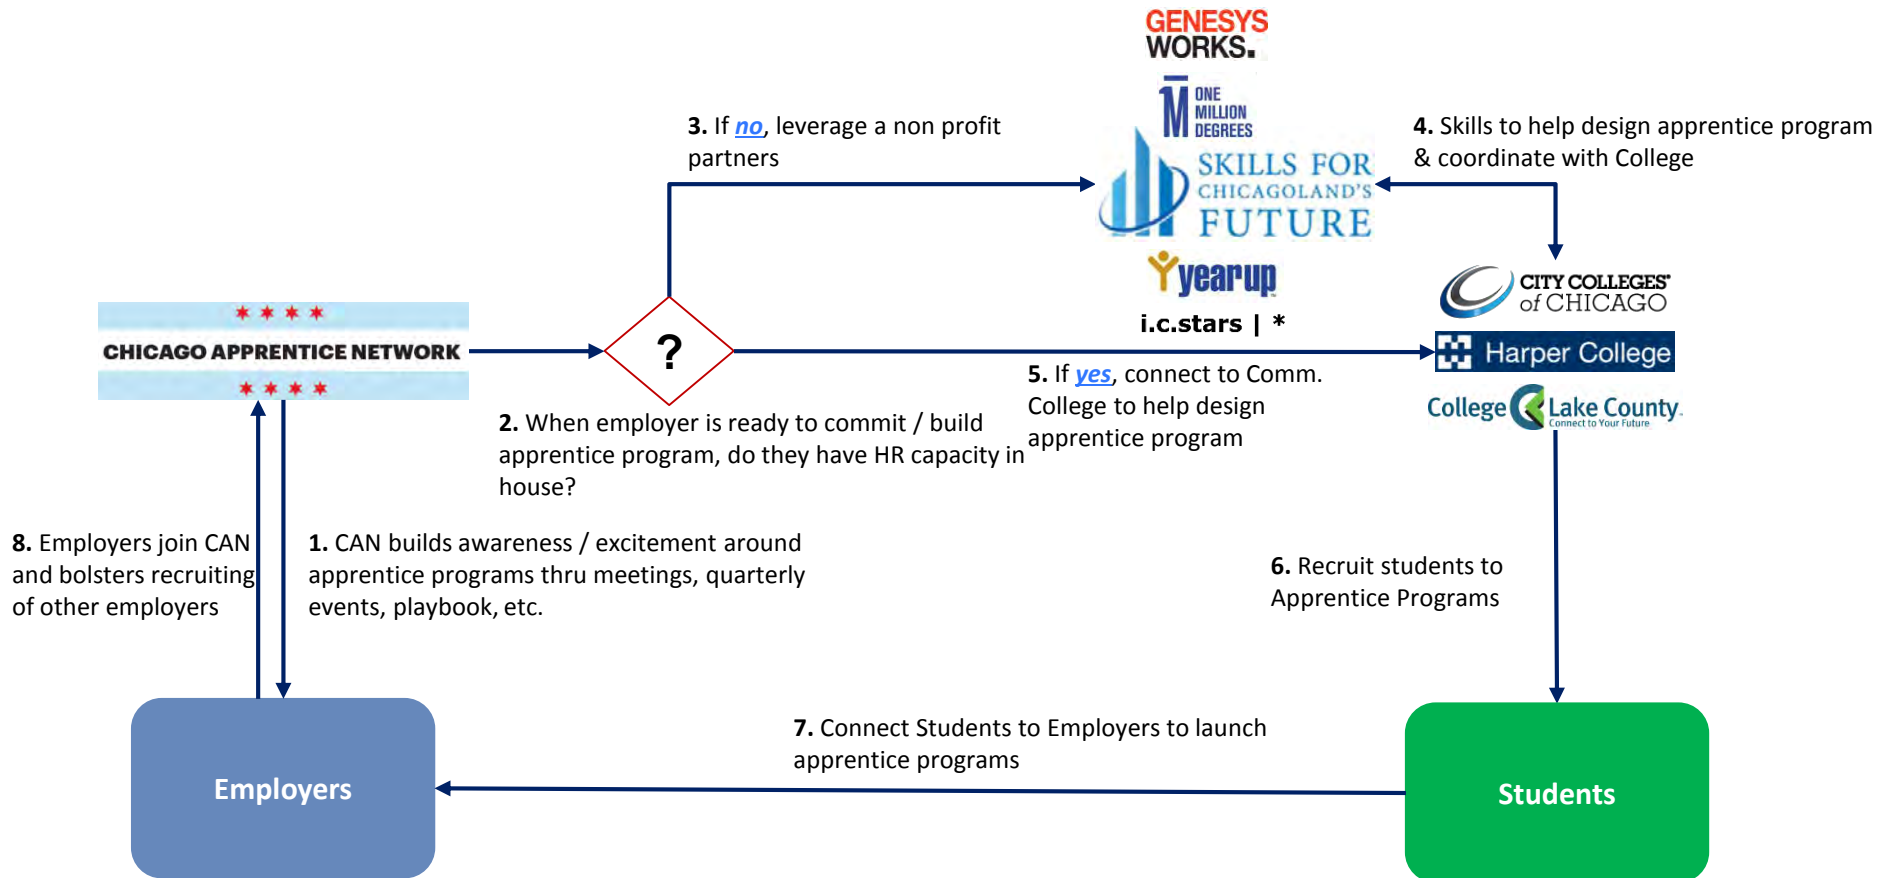 GENESYS
WORKS.
1M ONE
MILLION
DEGREES
3. If no, leverage a non profit
partners
4. Skills to help design apprentice program
& coordinate with College
SKILLS FOR
CHICAGOLAND'S
FUTURE
yearup
i.c.stars | *
CITY COLLEGES®
of CHICAGO
CHICAGO APPRENTICE NETWORK
?
Harper College
5. If yes, connect to Comm.
College to help design
apprentice program
College Lake County
Connect to Your Future
2. When employer is ready to commit / build
apprentice program, do they have HR capacity in
house?
8. Employers join CAN
and bolsters recruiting
of other employers
1. CAN builds awareness / excitement around
apprentice programs thru meetings, quarterly
events, playbook, etc.
6. Recruit students to
Apprentice Programs
7. Connect Students to Employers to launch
apprentice programs
Employers
Students